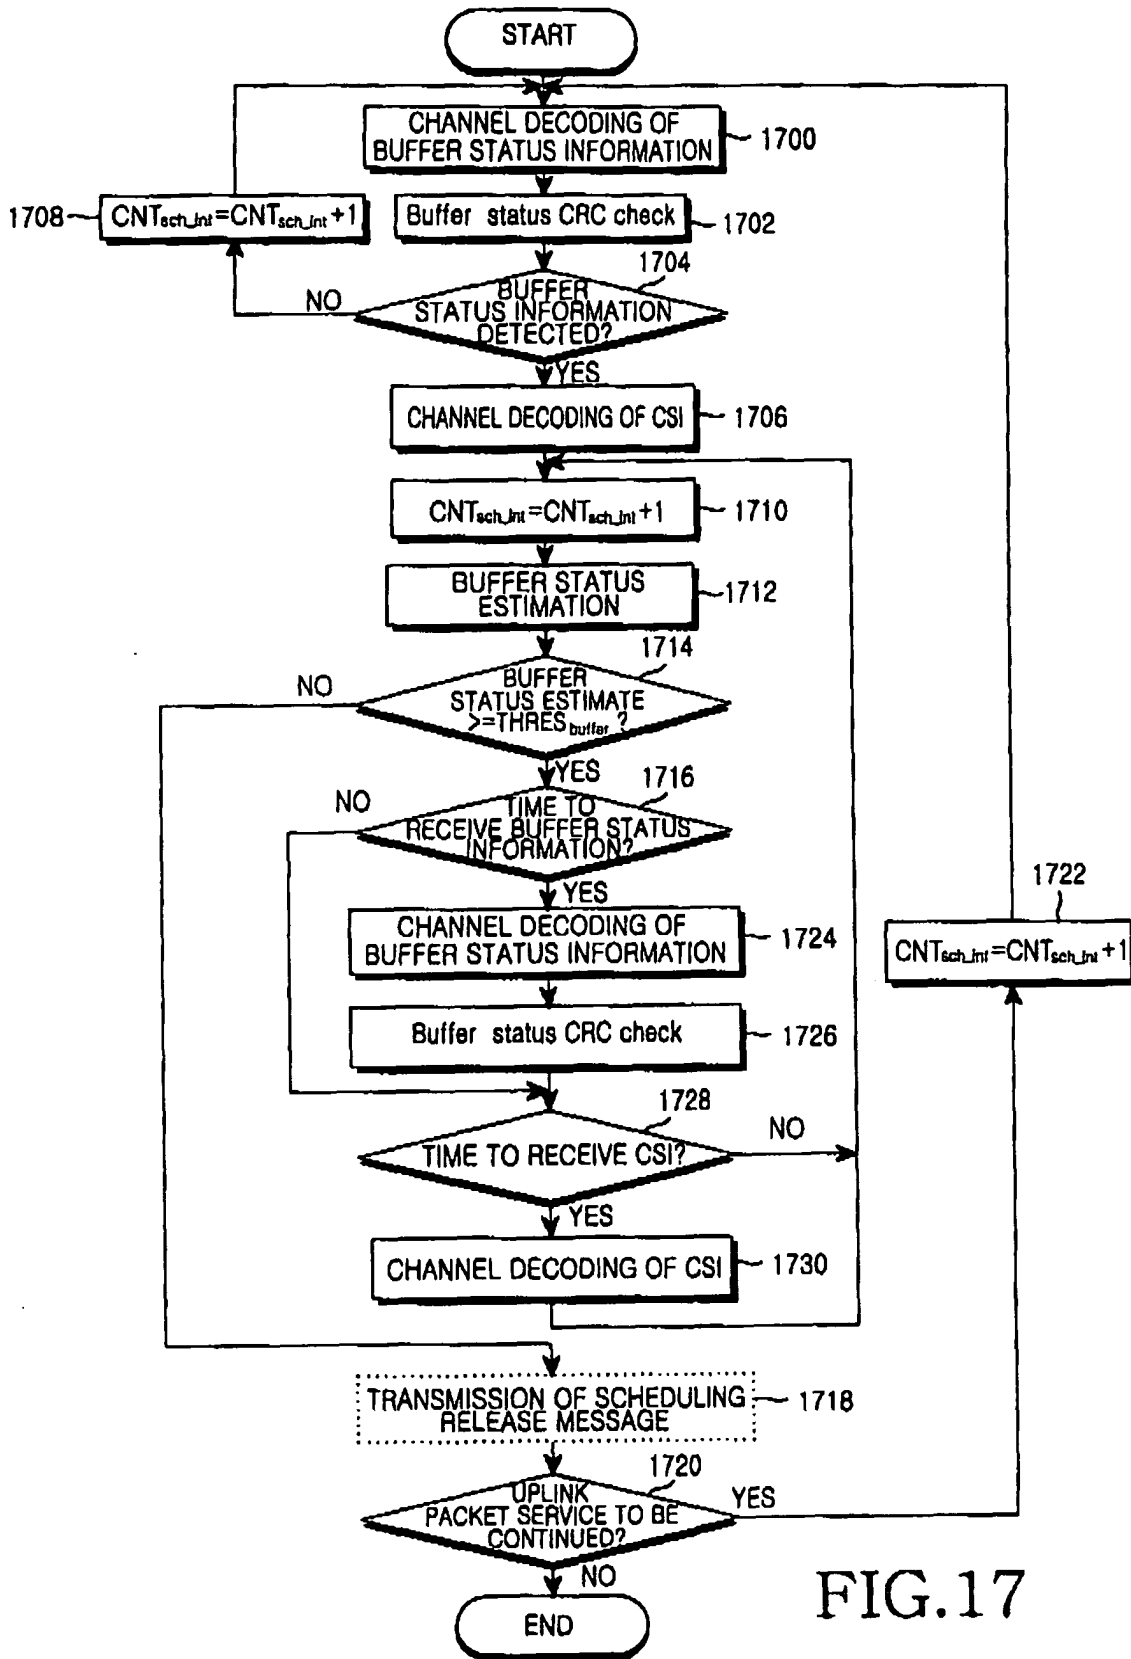 START
CHANNEL DECODING OF
BUFFER STATUS INFORMATION
1700
1708
CNTsch_int=CNTsch_int+1
Buffer status CRC check
1702
1704
BUFFER
STATUS INFORMATION
DETECTED?
NO
YES
CHANNEL DECODING OF CSI
1706
CNTsch_int=CNTsch_int+1
1710
BUFFER STATUS
ESTIMATION
1712
1714
NO
BUFFER
STATUS ESTIMATE
>=THRESbuffer?
YES
1716
NO
TIME TO
RECEIVE BUFFER STATUS
INFORMATION?
YES
1722
CHANNEL DECODING OF
BUFFER STATUS INFORMATION
1724
CNTsch_int=CNTsch_int+1
Buffer status CRC check
1726
1728
TIME TO RECEIVE CSI?
NO
YES
CHANNEL DECODING OF CSI
1730
TRANSMISSION OF SCHEDULING
RELEASE MESSAGE
1718
1720
UPLINK
PACKET SERVICE TO BE
CONTINUED?
YES
NO
END
FIG.17